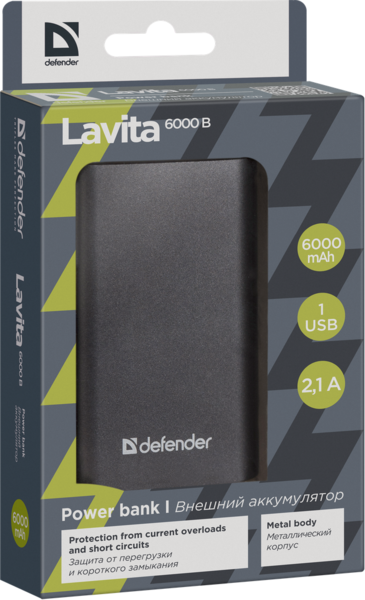 defender
Lavita 6000 B
defender
Lavita
6000 B
Power bank
6000
mAh
6000
mAh
1
USB
2,1 A
defender
Power bank | Внешний аккумулятор
Protection from current overloads
and short circuits
Защита от перегрузки
и короткого замыкания
Metal body
Металлический
корпус